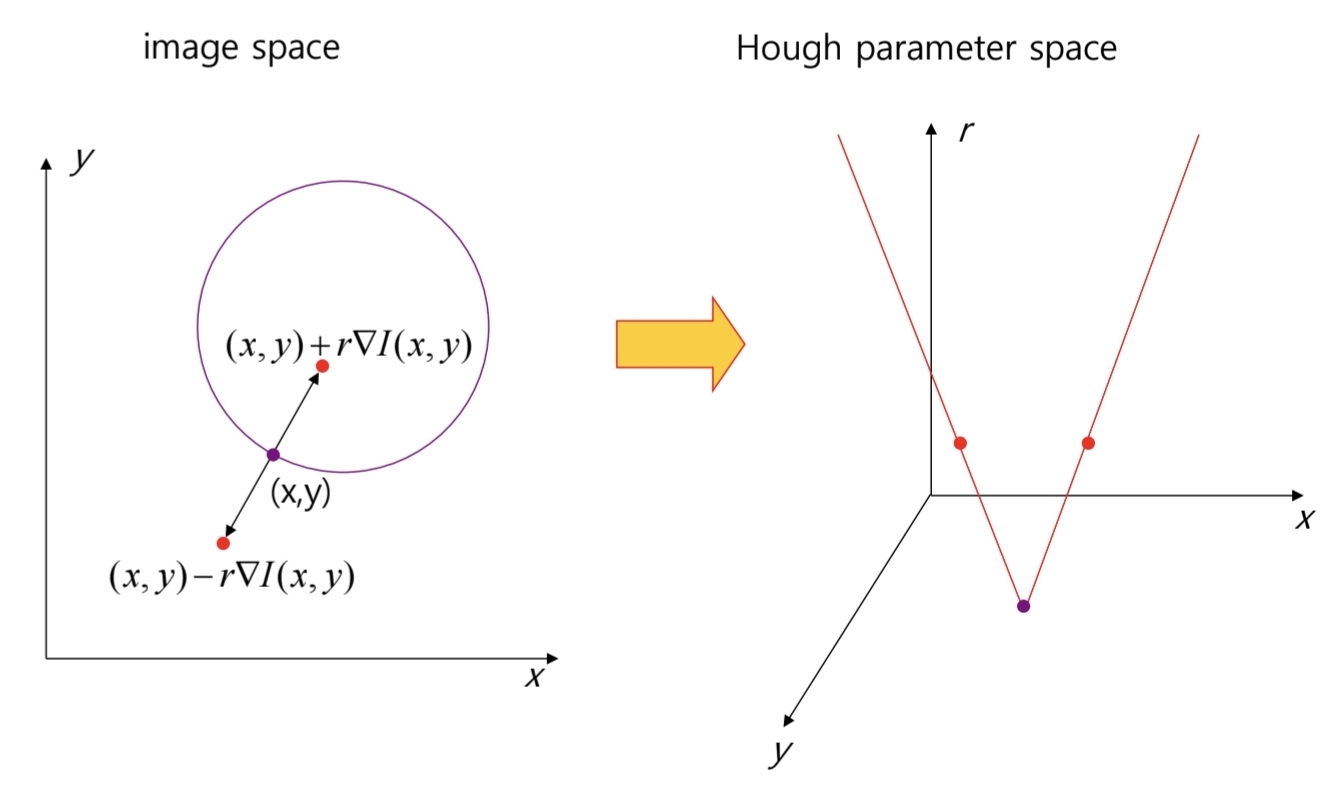 image space
Hough parameter space
y
(x, y)+r∇I(x, y)
(x,y)
(x, y)−r∇I(x, y)
x
r
x
y